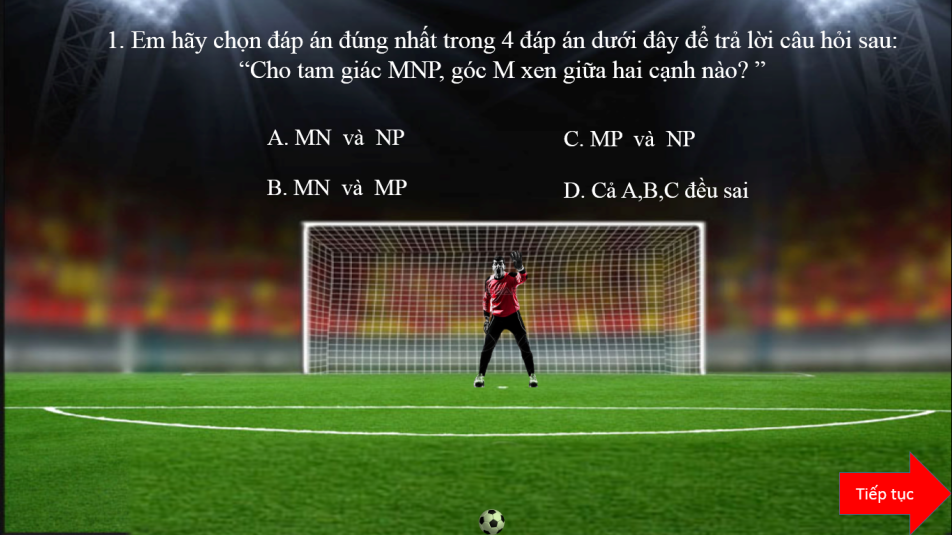 1. Em hãy chọn đáp án đúng nhất trong 4 đáp án dưới đây để trả lời câu hỏi sau:
“Cho tam giác MNP, góc M xen giữa hai cạnh nào? ”
A. MN và NP
C. MP và NP
B. MN và MP
D. Cả A,B,C đều sai
Tiếp tục